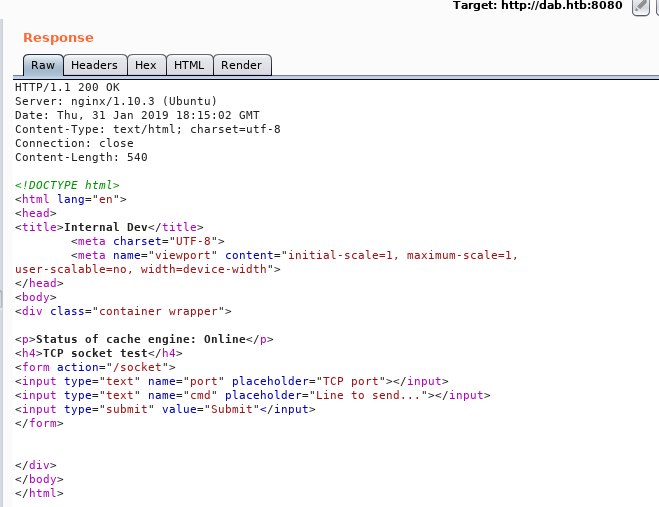 Target: http://dab.htb:8080
Response
Raw Headers Hex HTML Render
HTTP/1.1 200 OK
Server: nginx/1.10.3 (Ubuntu)
Date: Thu, 31 Jan 2019 18:15:02 GMT
Content-Type: text/html; charset=utf-8
Connection: close
Content-Length: 540

<!DOCTYPE html>
<html lang="en">
<head>
<title>Internal Dev</title>
        <meta charset="UTF-8">
        <meta name="viewport" content="initial-scale=1, maximum-scale=1,
user-scalable=no, width=device-width">
</head>
<body>
<div class="container wrapper">

<p>Status of cache engine: Online</p>
<h4>TCP socket test</h4>
<form action="/socket">
<input type="text" name="port" placeholder="TCP port"></input>
<input type="text" name="cmd" placeholder="Line to send..."></input>
<input type="submit" value="Submit"</input>
</form>


</div>
</body>
</html>